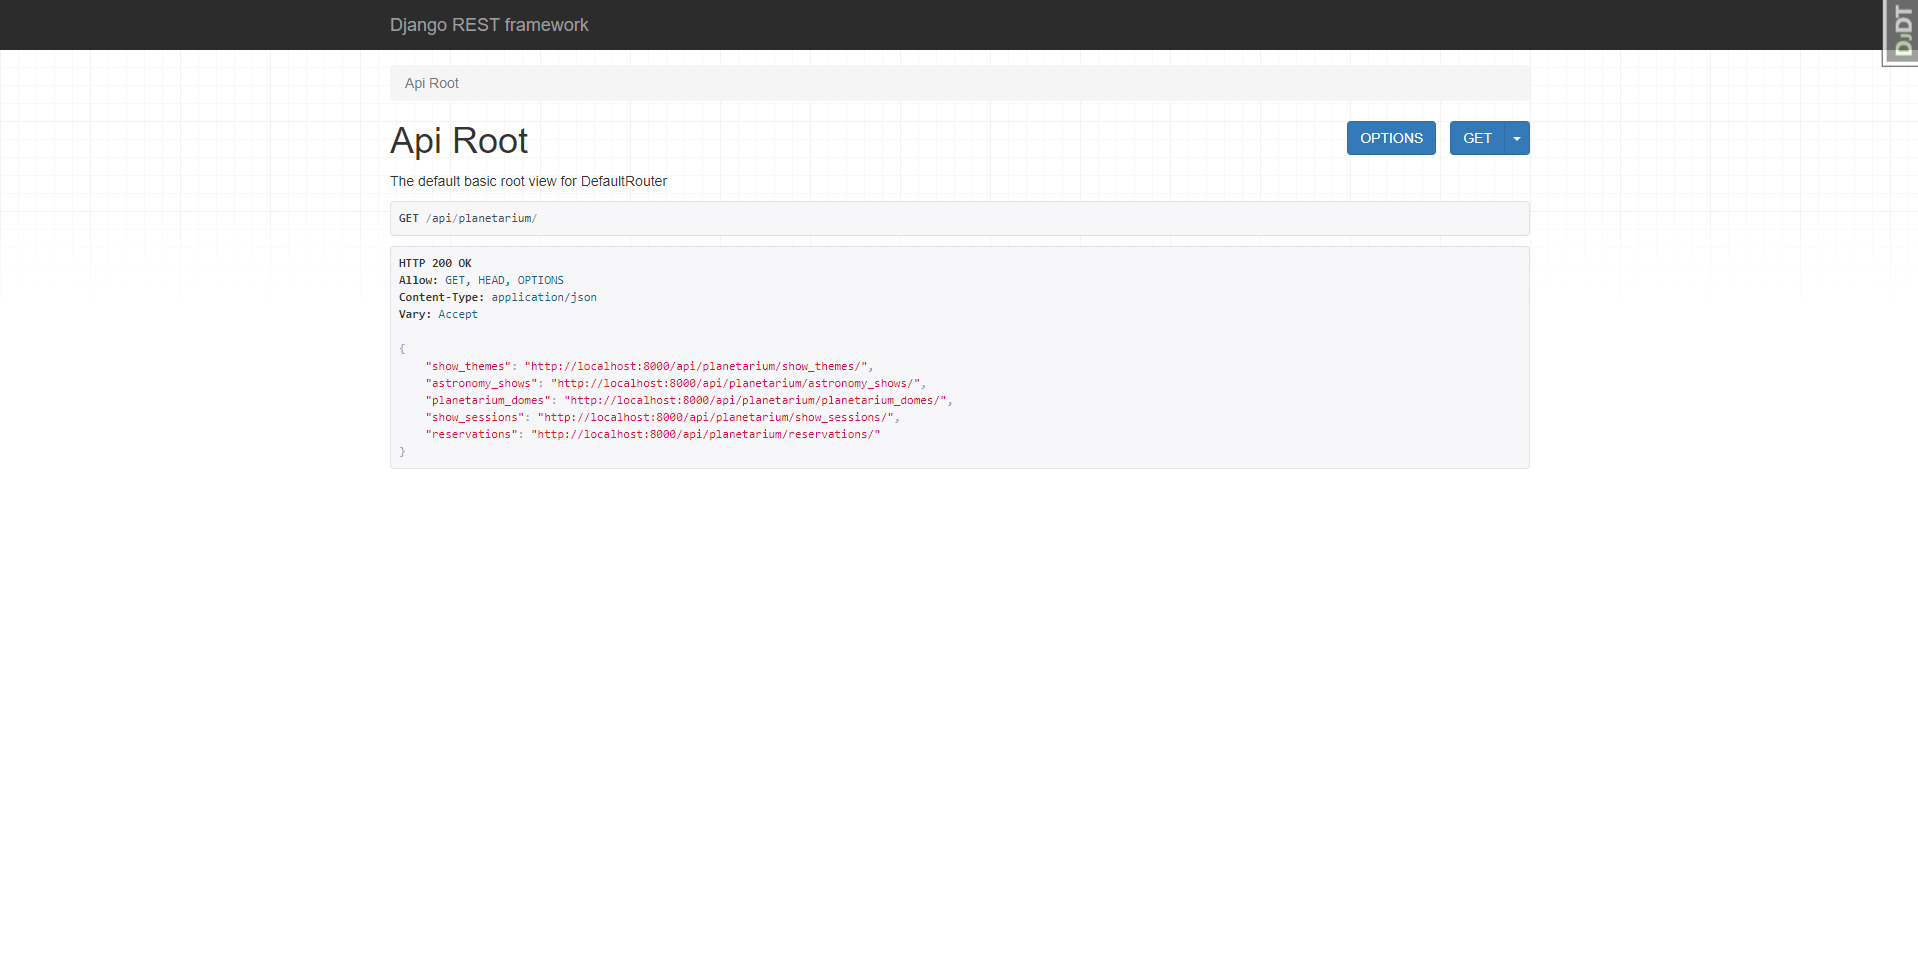 Django REST framework
DJDT
Api Root
Api Root
OPTIONS
GET
The default basic root view for DefaultRouter
GET /api/planetarium/
HTTP 200 OK
Allow: GET, HEAD, OPTIONS
Content-Type: application/json
Vary: Accept
{
    "show_themes": "http://localhost:8000/api/planetarium/show_themes/",
    "astronomy_shows": "http://localhost:8000/api/planetarium/astronomy_shows/",
    "planetarium_domes": "http://localhost:8000/api/planetarium/planetarium_domes/",
    "show_sessions": "http://localhost:8000/api/planetarium/show_sessions/",
    "reservations": "http://localhost:8000/api/planetarium/reservations/"
}